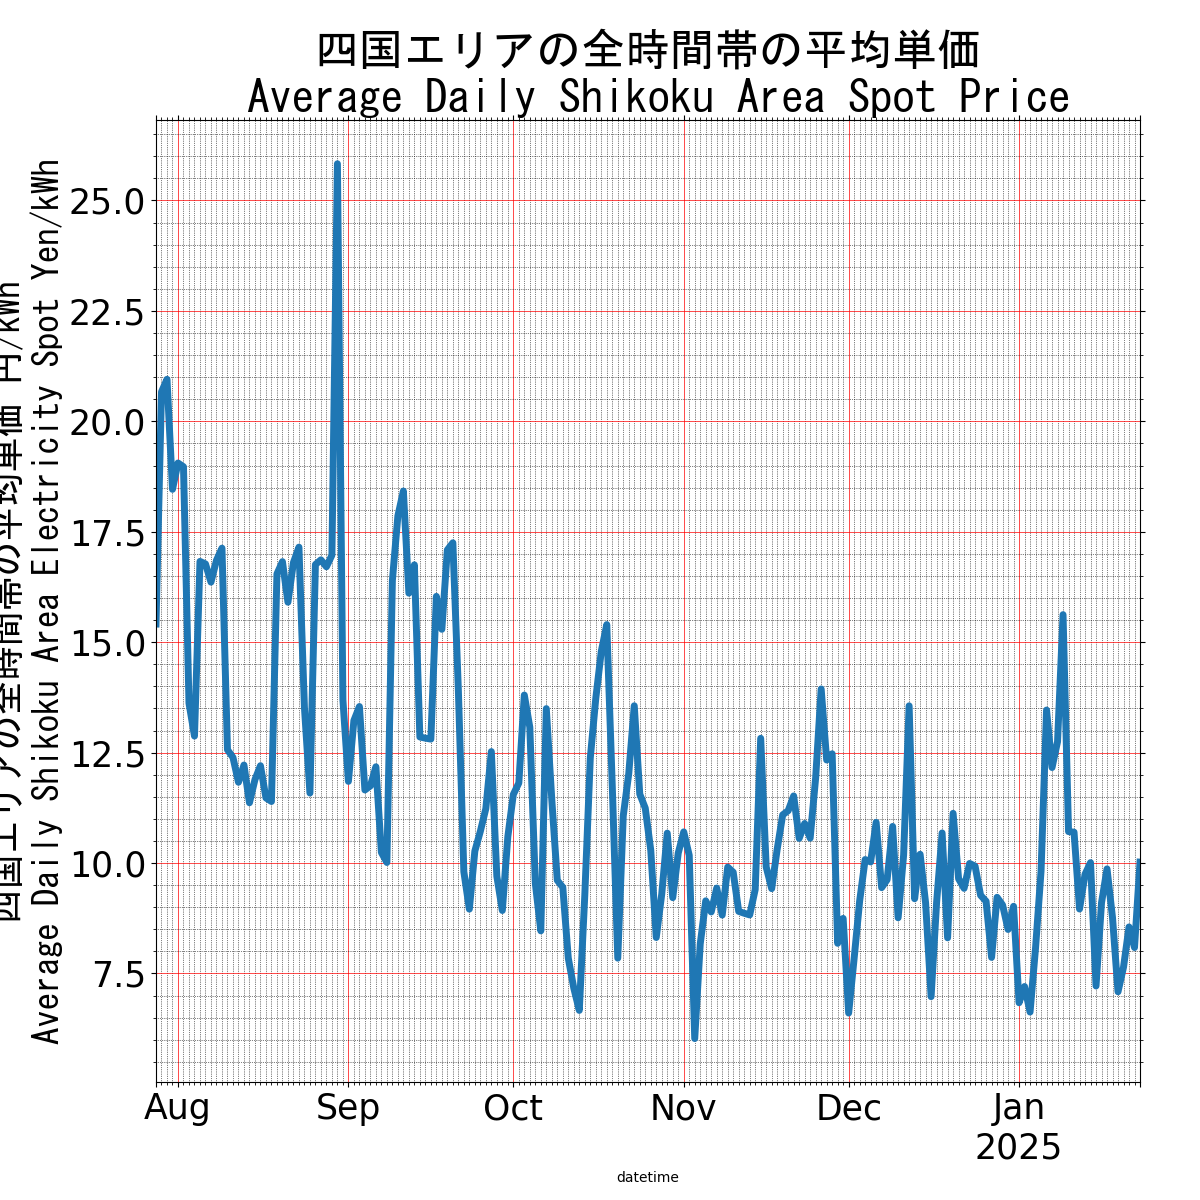 四国エリアの全時間帯の平均単価
Average Daily Shikoku Area Spot Price
四国エリアの全時間帯の平均単価 円/kWh
Average Daily Shikoku Area Electricity Spot Yen/kWh
25.0
22.5
20.0
17.5
15.0
12.5
10.0
7.5
Aug Sep Oct Nov Dec Jan
2025
datetime